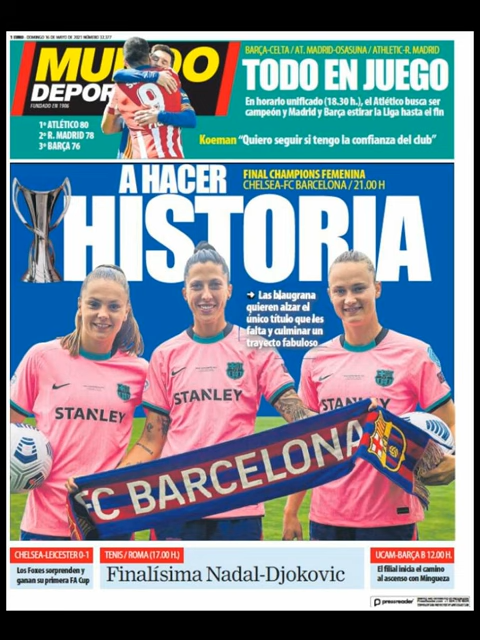 1 EURO DOMINGO 16 DE MAYO DE 2021 NÚMERO 32.377
MUNDO
DEPORTIVO
FUNDADO EN 1906
1º ATLÉTICO 80
2º R. MADRID 78
3º BARÇA 76
BARÇA-CELTA / AT. MADRID-OSASUNA / ATHLETIC-R. MADRID
TODO EN JUEGO
En horario unificado (18.30 h.), el Atlético busca ser
campeón y Madrid y Barça estirar la Liga hasta el fin
Koeman "Quiero seguir si tengo la confianza del club"
A HACER
HISTORIA
FINAL CHAMPIONS FEMENINA
CHELSEA-FC BARCELONA / 21.00 H
Las blaugrana
quieren alzar el
único título que les
falta y culminar un
trayecto fabuloso
STANLEY
STANLEY
STANLEY
FC BARCELONA
CHELSEA-LEICESTER 0-1
Los Foxes sorprenden y
ganan su primera FA Cup
TENIS / ROMA (17.00 H.)
Finalísima Nadal-Djokovic
UCAM-BARÇA B 12.00 H.
El filial inicia el camino
al ascenso con Mingueza
pressreader